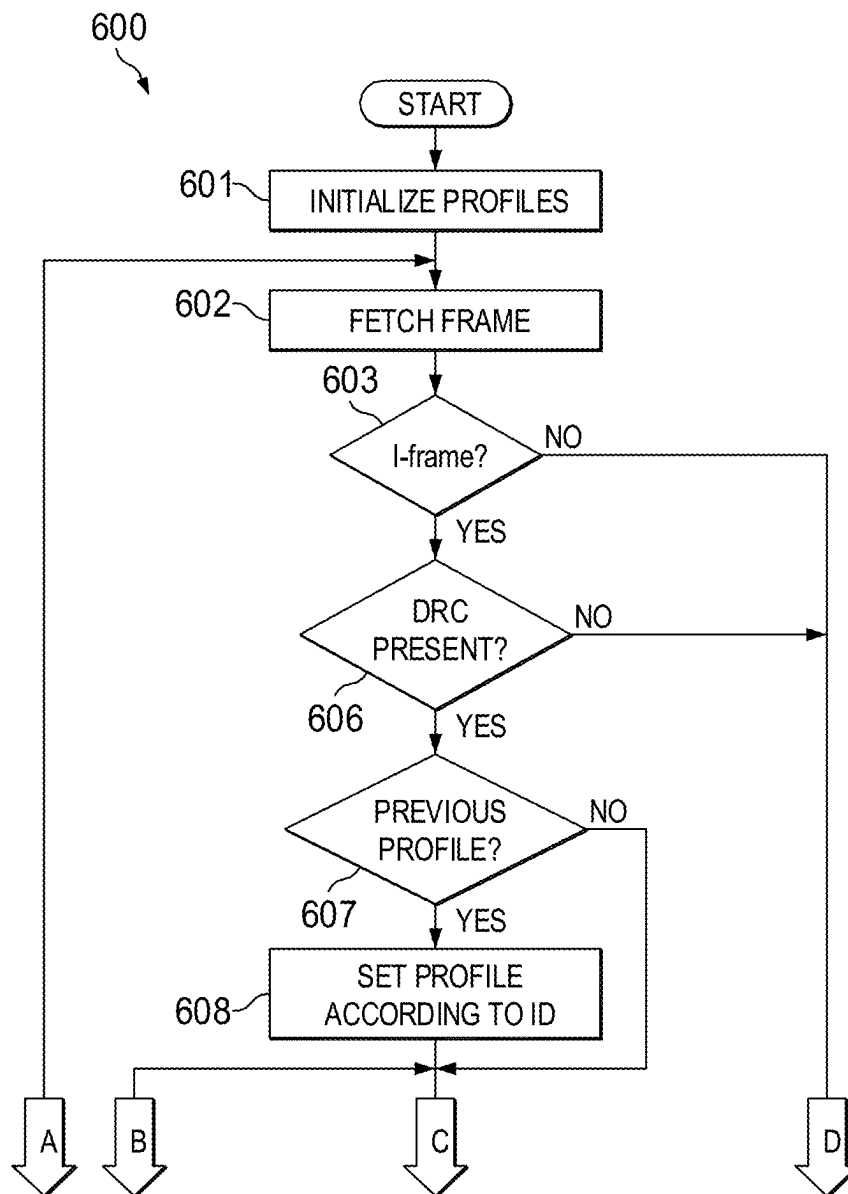 600
START
601
INITIALIZE PROFILES
602
FETCH FRAME
603
I-frame?
NO
YES
DRC
PRESENT?
NO
606
YES
PREVIOUS
PROFILE?
NO
607
YES
SET PROFILE
ACCORDING TO ID
608
A
B
C
D